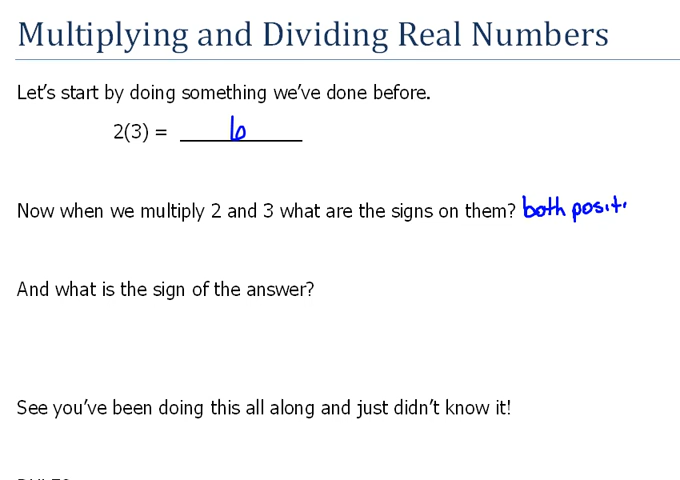 Multiplying and Dividing Real Numbers
Let's start by doing something we've done before.
2(3) = 6
Now when we multiply 2 and 3 what are the signs on them? both positi
And what is the sign of the answer?
See you've been doing this all along and just didn't know it!